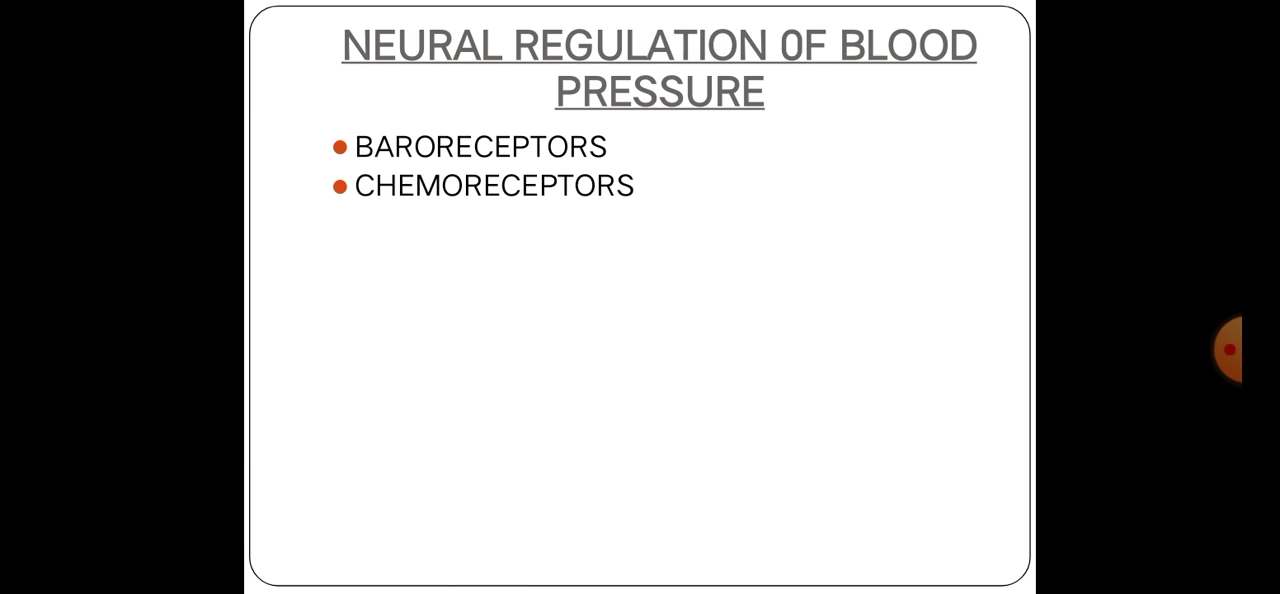 NEURAL REGULATION 0F BLOOD
PRESSURE
BARORECEPTORS
CHEMORECEPTORS